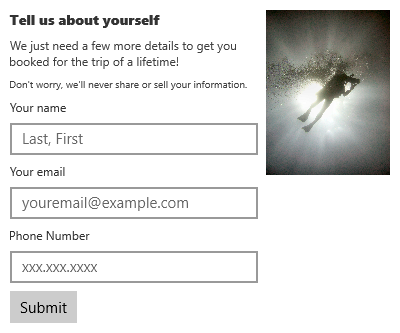 Tell us about yourself
We just need a few more details to get you
booked for the trip of a lifetime!
Don't worry, we'll never share or sell your information.
Your name
Last, First
Your email
youremail@example.com
Phone Number
xxx.xxx.xxxx
Submit